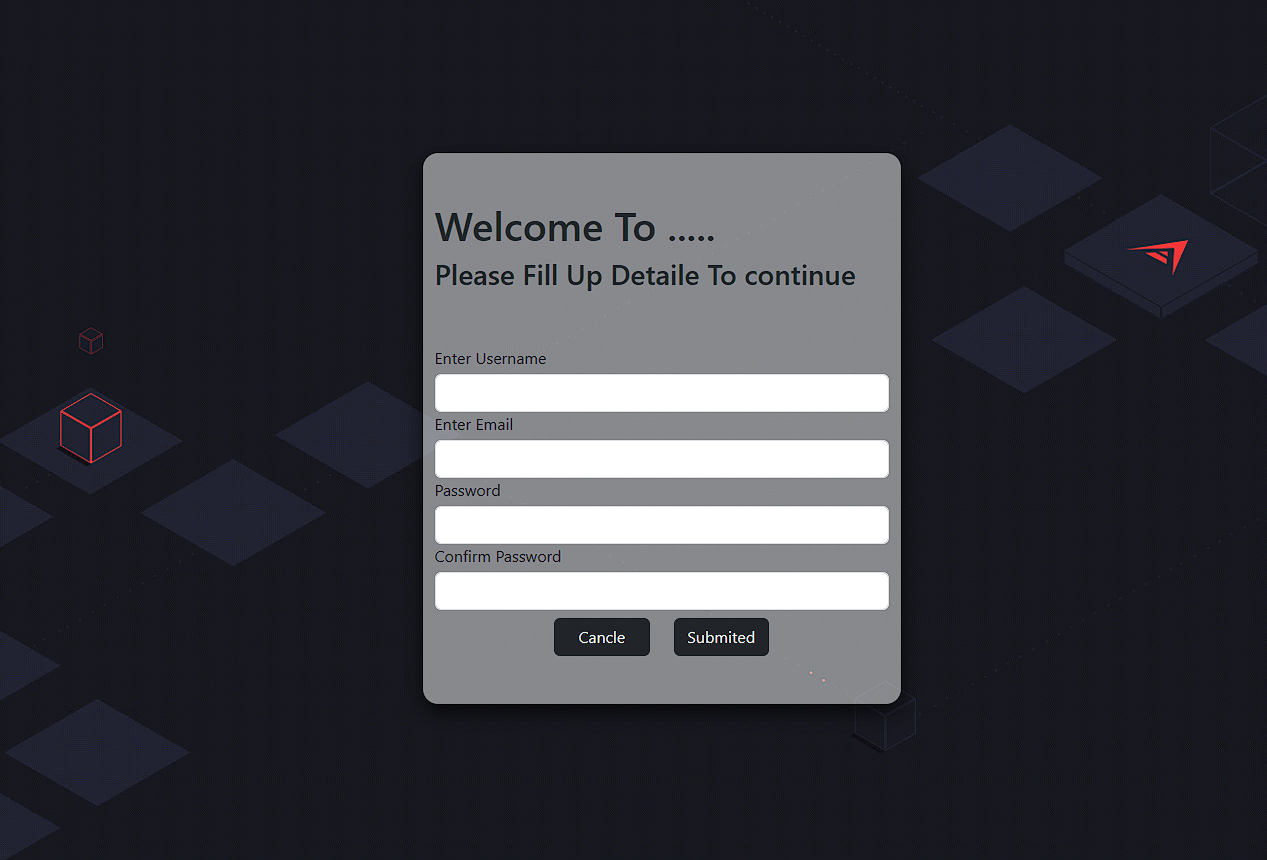 Welcome To .....
Please Fill Up Detaile To continue
Enter Username
Enter Email
Password
Confirm Password
Cancle Submited